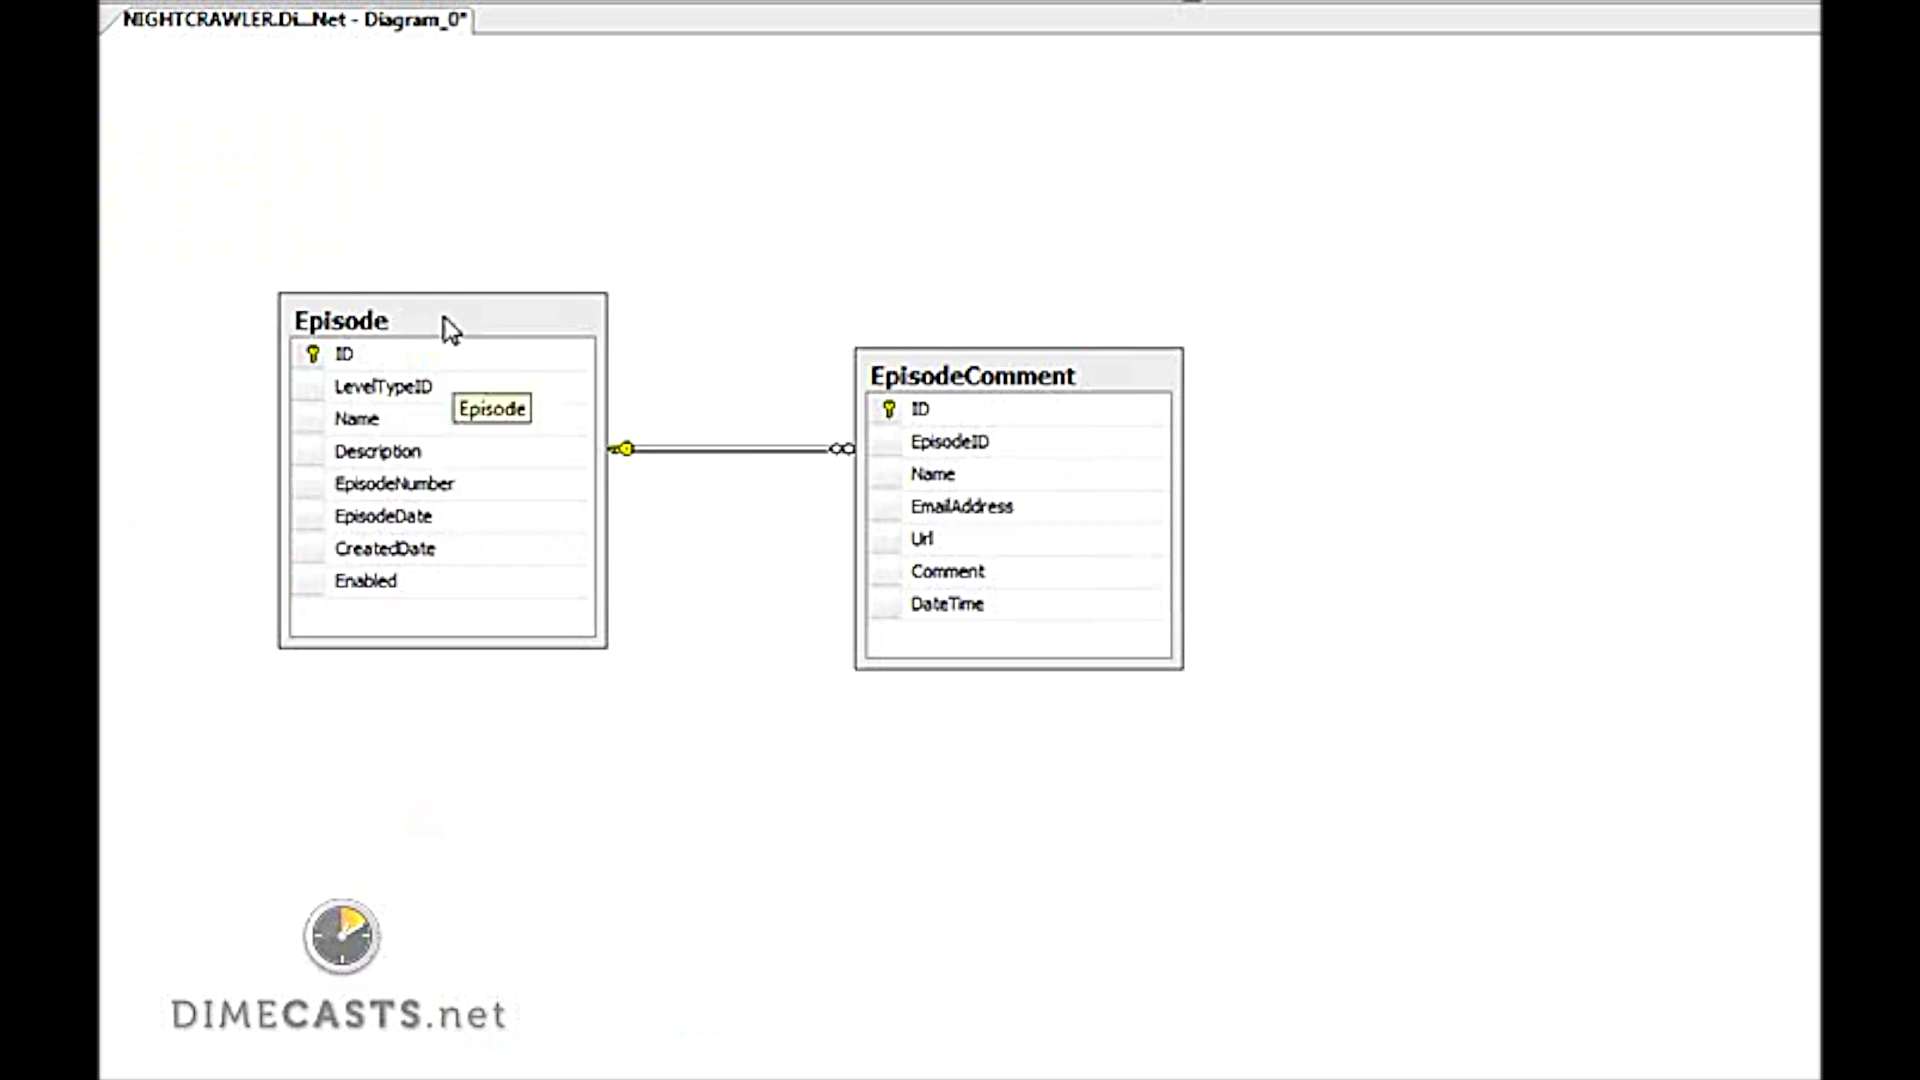 NIGHTCRAWLER.Di...Net - Diagram_0*
Episode
ID
LevelTypeID
Name
Episode
Description
EpisodeNumber
EpisodeDate
CreatedDate
Enabled
EpisodeComment
ID
EpisodeID
Name
EmailAddress
Url
Comment
DateTime
DIMECASTS.net